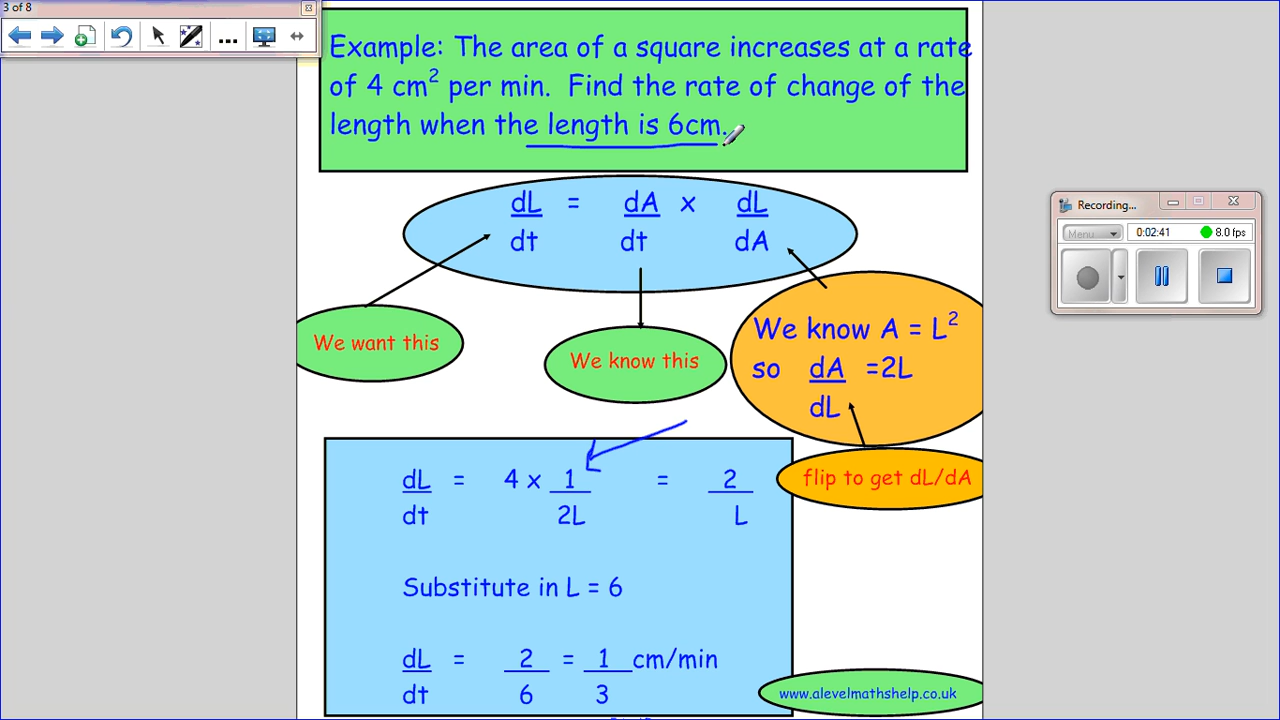 3 of 8
Example: The area of a square increases at a rate
of 4 cm² per min. Find the rate of change of the
length when the length is 6cm.
Recording...
Menu
0:02:41
8.0 fps
dL = dA x dL
dt dt dA
We want this
We know this
We know A = L²
so dA =2L
dL
flip to get dL/dA
dL = 4 x 1 = 2
dt 2L L
Substitute in L = 6
dL = 2 = 1 cm/min
dt 6 3
www.alevelmathshelp.co.uk